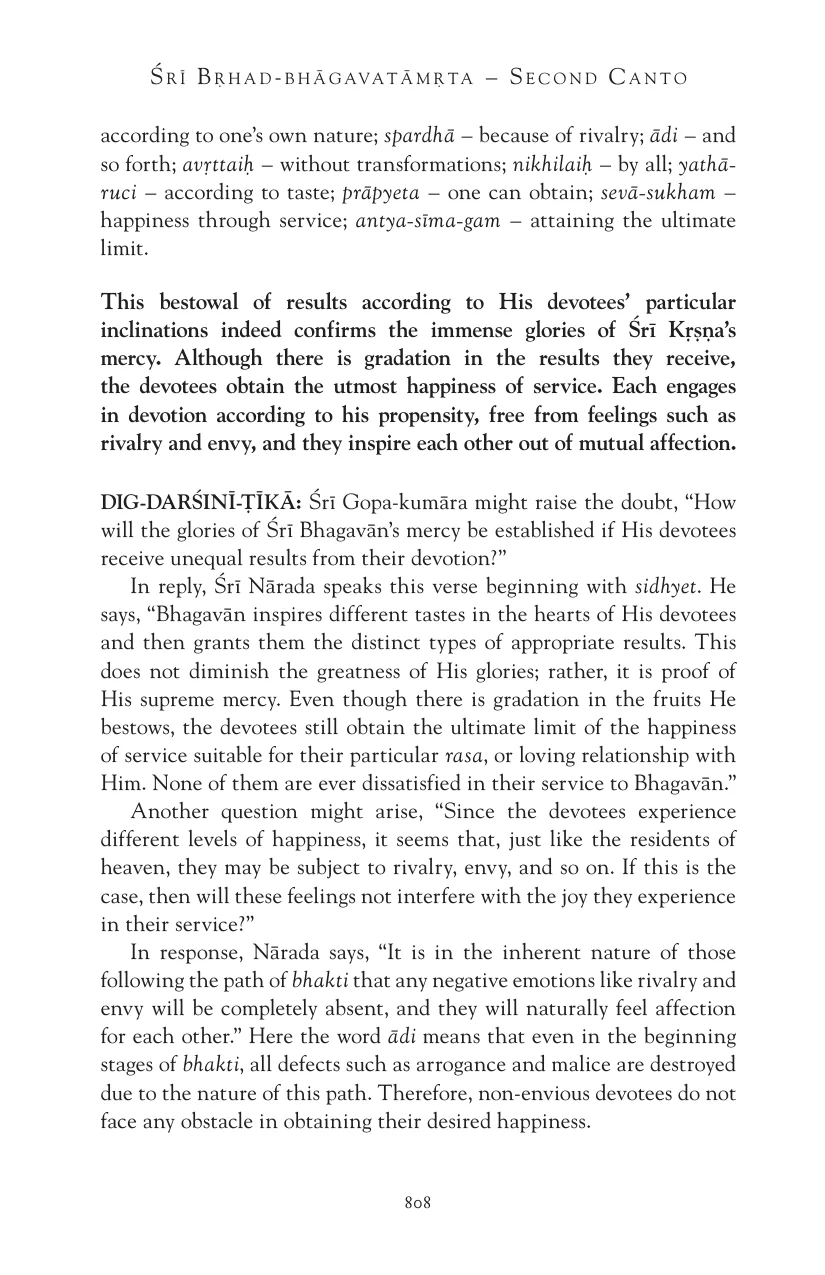 ŚRĪ BṚHAD-BHĀGAVATĀMṚTA – SECOND CANTO
according to one’s own nature; spardhā – because of rivalry; ādi – and
so forth; avṛttaiḥ – without transformations; nikhilaiḥ – by all; yathā-
ruci – according to taste; prāpyeta – one can obtain; sevā-sukham –
happiness through service; antya-sīma-gam – attaining the ultimate
limit.
This bestowal of results according to His devotees’ particular
inclinations indeed confirms the immense glories of Śrī Kṛṣṇa’s
mercy. Although there is gradation in the results they receive,
the devotees obtain the utmost happiness of service. Each engages
in devotion according to his propensity, free from feelings such as
rivalry and envy, and they inspire each other out of mutual affection.
DIG-DARŚINĪ-ṬĪKĀ: Śrī Gopa-kumāra might raise the doubt, “How
will the glories of Śrī Bhagavān’s mercy be established if His devotees
receive unequal results from their devotion?”
In reply, Śrī Nārada speaks this verse beginning with sidhyet. He
says, “Bhagavān inspires different tastes in the hearts of His devotees
and then grants them the distinct types of appropriate results. This
does not diminish the greatness of His glories; rather, it is proof of
His supreme mercy. Even though there is gradation in the fruits He
bestows, the devotees still obtain the ultimate limit of the happiness
of service suitable for their particular rasa, or loving relationship with
Him. None of them are ever dissatisfied in their service to Bhagavān.”
Another question might arise, “Since the devotees experience
different levels of happiness, it seems that, just like the residents of
heaven, they may be subject to rivalry, envy, and so on. If this is the
case, then will these feelings not interfere with the joy they experience
in their service?”
In response, Nārada says, “It is in the inherent nature of those
following the path of bhakti that any negative emotions like rivalry and
envy will be completely absent, and they will naturally feel affection
for each other.” Here the word ādi means that even in the beginning
stages of bhakti, all defects such as arrogance and malice are destroyed
due to the nature of this path. Therefore, non-envious devotees do not
face any obstacle in obtaining their desired happiness.
808